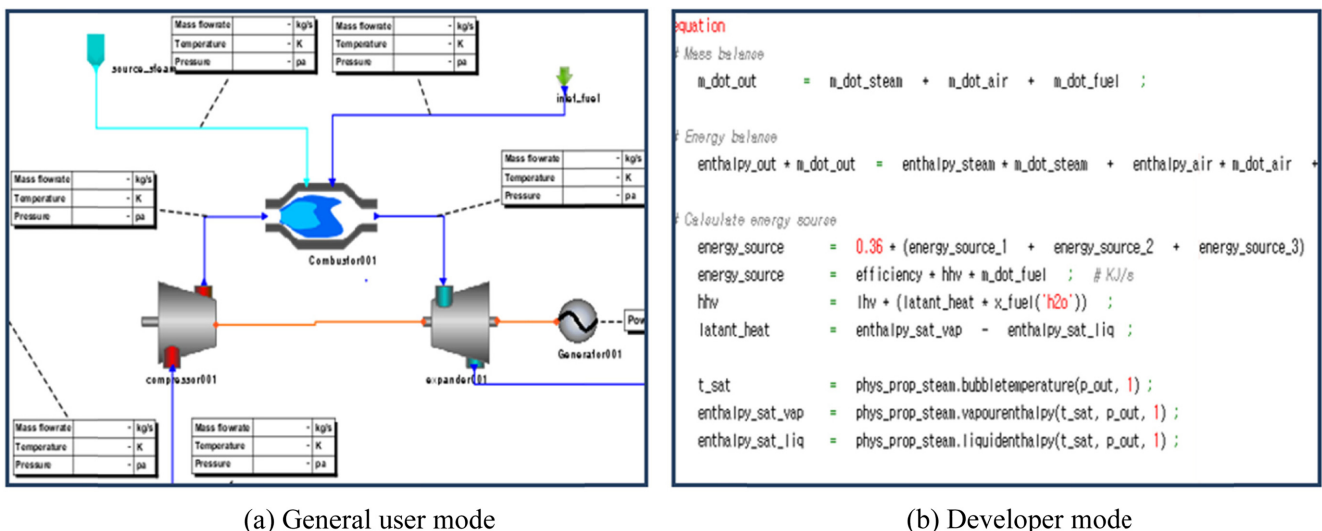 Mass flowrate - kg/s
Temperature - K
Pressure - pa
Mass flowrate - kg/s
Temperature - K
Pressure - pa
source_steam
inlet_fuel
Mass flowrate - kg/s
Temperature - K
Pressure - pa
Mass flowrate - kg/s
Temperature - K
Pressure - pa
Combustor001
compressor001
expander001
Generator001
Pow
Mass flowrate - kg/s
Temperature - K
Pressure - pa
Mass flowrate - kg/s
Temperature - K
Pressure - pa
(a) General user mode
equation
# Mass balance
m_dot_out = m_dot_steam + m_dot_air + m_dot_fuel ;
# Energy balance
enthalpy_out * m_dot_out = enthalpy_steam * m_dot_steam + enthalpy_air * m_dot_air +
# Calculate energy source
energy_source = 0.36 * (energy_source_1 + energy_source_2 + energy_source_3)
energy_source = efficiency * hhv * m_dot_fuel ; # KJ/s
hhv = lhv + (latant_heat * x_fuel('h2o')) ;
latant_heat = enthalpy_sat_vap - enthalpy_sat_liq ;
t_sat = phys_prop_steam.bubbletemperature(p_out, 1) ;
enthalpy_sat_vap = phys_prop_steam.vapourenthalpy(t_sat, p_out, 1) ;
enthalpy_sat_liq = phys_prop_steam.liquidenthalpy(t_sat, p_out, 1) ;
(b) Developer mode